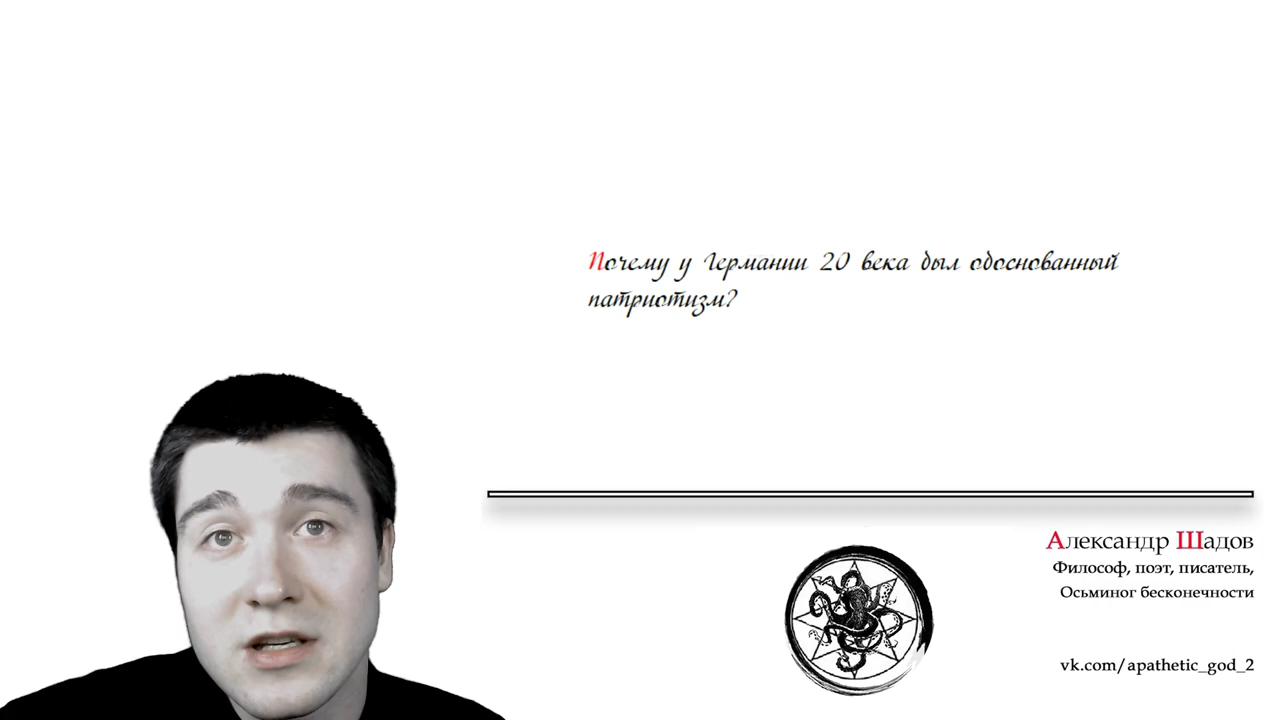 Почему у Германии 20 века был обоснованный
патриотизм?
Александр Шадов
Философ, поэт, писатель,
Осьминог бесконечности
vk.com/apathetic_god_2